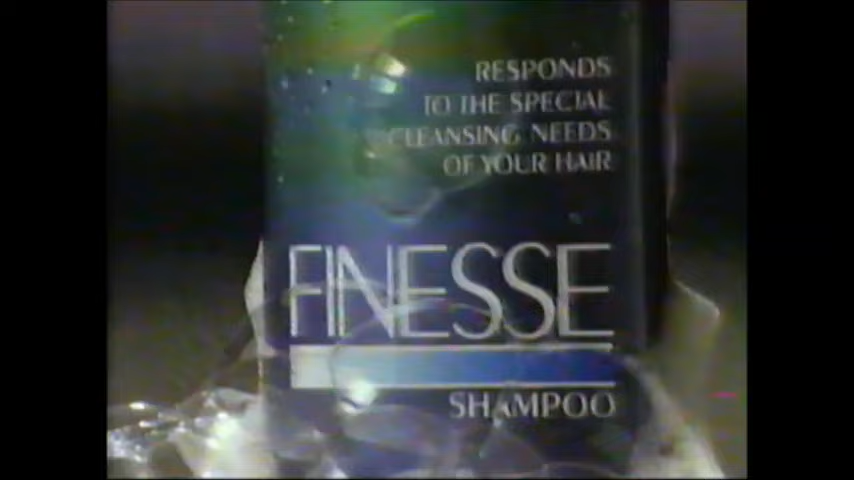 RESPONDS
TO THE SPECIAL
CLEANSING NEEDS
OF YOUR HAIR
FINESSE
SHAMPOO